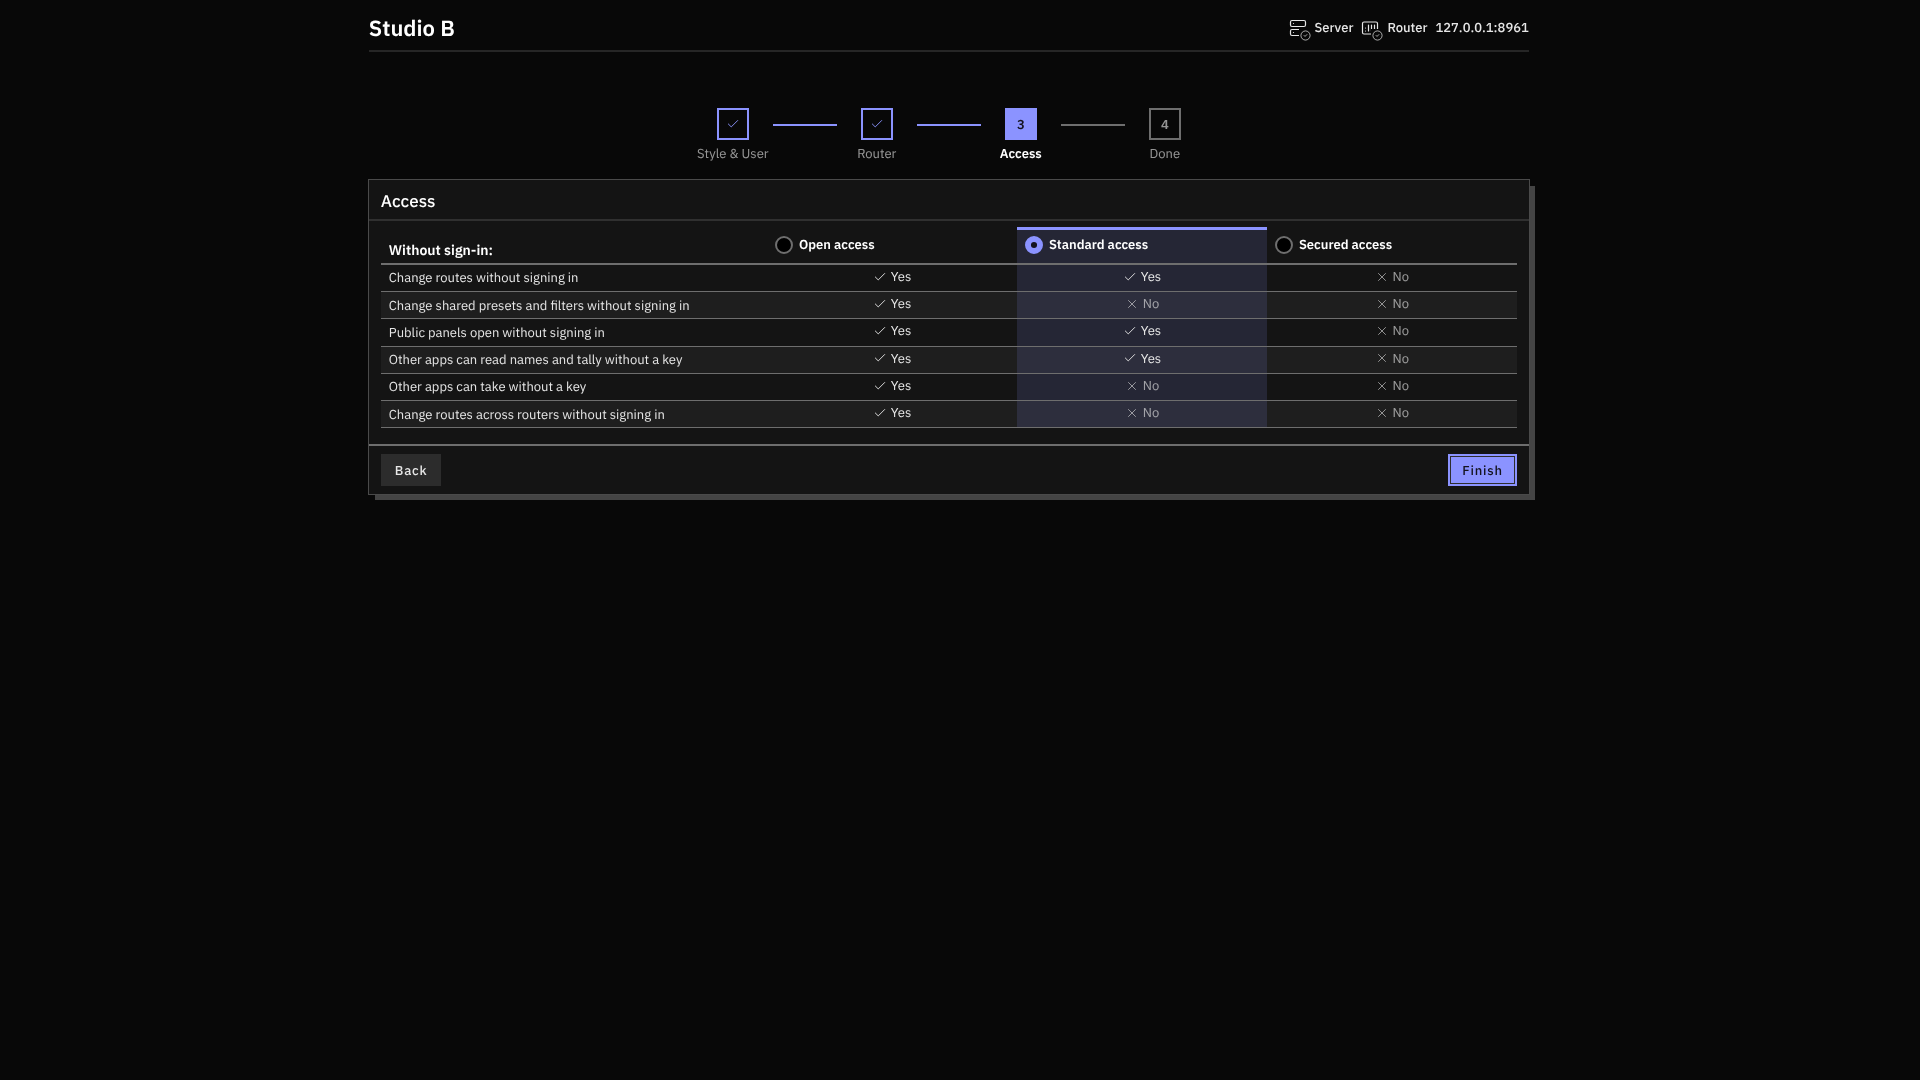 Studio B
Server Router 127.0.0.1:8961
3 4
Style & User Router Access Done
Access
Without sign-in: Open access Standard access Secured access
Change routes without signing in Yes Yes No
Change shared presets and filters without signing in Yes No No
Public panels open without signing in Yes Yes No
Other apps can read names and tally without a key Yes Yes No
Other apps can take without a key Yes No No
Change routes across routers without signing in Yes No No
Back Finish